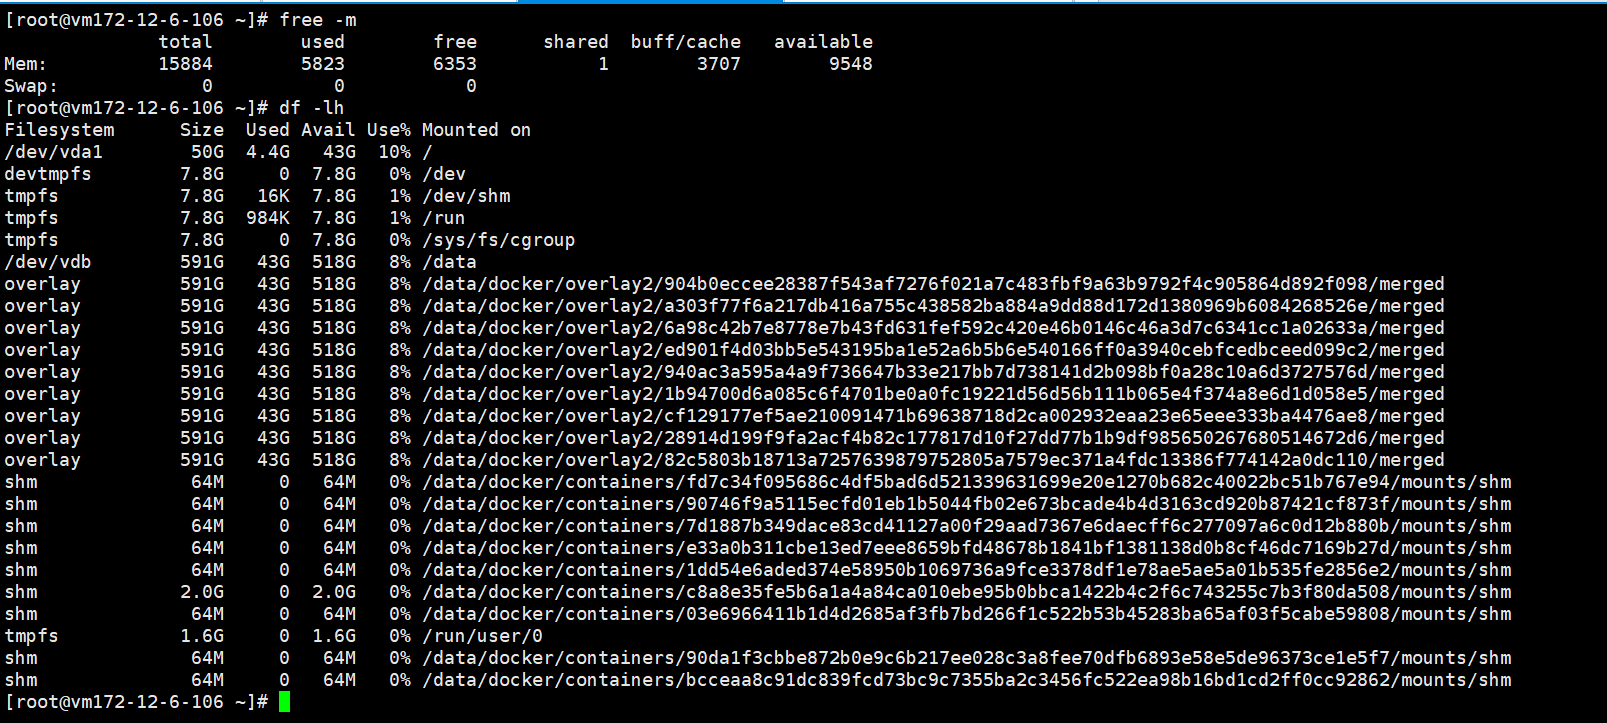 [root@vm172-12-6-106 ~]# free -m
              total        used        free      shared  buff/cache   available
Mem:          15884        5823        6353           1        3707        9548
Swap:             0           0           0
[root@vm172-12-6-106 ~]# df -lh
Filesystem      Size  Used Avail Use% Mounted on
/dev/vda1        50G  4.4G   43G  10% /
devtmpfs        7.8G     0  7.8G   0% /dev
tmpfs           7.8G   16K  7.8G   1% /dev/shm
tmpfs           7.8G  984K  7.8G   1% /run
tmpfs           7.8G     0  7.8G   0% /sys/fs/cgroup
/dev/vdb        591G   43G  518G   8% /data
overlay         591G   43G  518G   8% /data/docker/overlay2/904b0eccee28387f543af7276f021a7c483fbf9a63b9792f4c905864d892f098/merged
overlay         591G   43G  518G   8% /data/docker/overlay2/a303f77f6a217db416a755c438582ba884a9dd88d172d1380969b6084268526e/merged
overlay         591G   43G  518G   8% /data/docker/overlay2/6a98c42b7e8778e7b43fd631fef592c420e46b0146c46a3d7c6341cc1a02633a/merged
overlay         591G   43G  518G   8% /data/docker/overlay2/ed901f4d03bb5e543195ba1e52a6b5b6e540166ff0a3940cebfcedbceed099c2/merged
overlay         591G   43G  518G   8% /data/docker/overlay2/940ac3a595a4a9f736647b33e217bb7d738141d2b098bf0a28c10a6d3727576d/merged
overlay         591G   43G  518G   8% /data/docker/overlay2/1b94700d6a085c6f4701be0a0fc19221d56d56b111b065e4f374a8e6d1d058e5/merged
overlay         591G   43G  518G   8% /data/docker/overlay2/cf129177ef5ae210091471b69638718d2ca002932eaa23e65eee333ba4476ae8/merged
overlay         591G   43G  518G   8% /data/docker/overlay2/28914d199f9fa2acf4b82c177817d10f27dd77b1b9df985650267680514672d6/merged
overlay         591G   43G  518G   8% /data/docker/overlay2/82c5803b18713a7257639879752805a7579ec371a4fdc13386f774142a0dc110/merged
shm              64M     0   64M   0% /data/docker/containers/fd7c34f095686c4df5bad6d521339631699e20e1270b682c40022bc51b767e94/mounts/shm
shm              64M     0   64M   0% /data/docker/containers/90746f9a5115ecfd01eb1b5044fb02e673bcade4b4d3163cd920b87421cf873f/mounts/shm
shm              64M     0   64M   0% /data/docker/containers/7d1887b349dace83cd41127a00f29aad7367e6daecff6c277097a6c0d12b880b/mounts/shm
shm              64M     0   64M   0% /data/docker/containers/e33a0b311cbe13ed7eee8659bfd48678b1841bf1381138d0b8cf46dc7169b27d/mounts/shm
shm              64M     0   64M   0% /data/docker/containers/1dd54e6aded374e58950b1069736a9fce3378df1e78ae5ae5a01b535fe2856e2/mounts/shm
shm             2.0G     0  2.0G   0% /data/docker/containers/c8a8e35fe5b6a1a4a84ca010ebe95b0bbca1422b4c2f6c743255c7b3f80da508/mounts/shm
shm              64M     0   64M   0% /data/docker/containers/03e6966411b1d4d2685af3fb7bd266f1c522b53b45283ba65af03f5cabe59808/mounts/shm
tmpfs           1.6G     0  1.6G   0% /run/user/0
shm              64M     0   64M   0% /data/docker/containers/90da1f3cbbe872b0e9c6b217ee028c3a8fee70dfb6893e58e5de96373ce1e5f7/mounts/shm
shm              64M     0   64M   0% /data/docker/containers/bcceaa8c91dc839fcd73bc9c7355ba2c3456fc522ea98b16bd1cd2ff0cc92862/mounts/shm
[root@vm172-12-6-106 ~]#